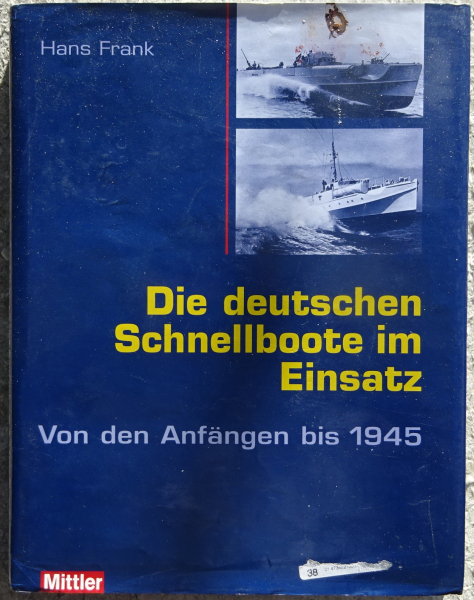 Hans Frank
Die deutschen
Schnellboote im
Einsatz
Von den Anfängen bis 1945
Mittler
38